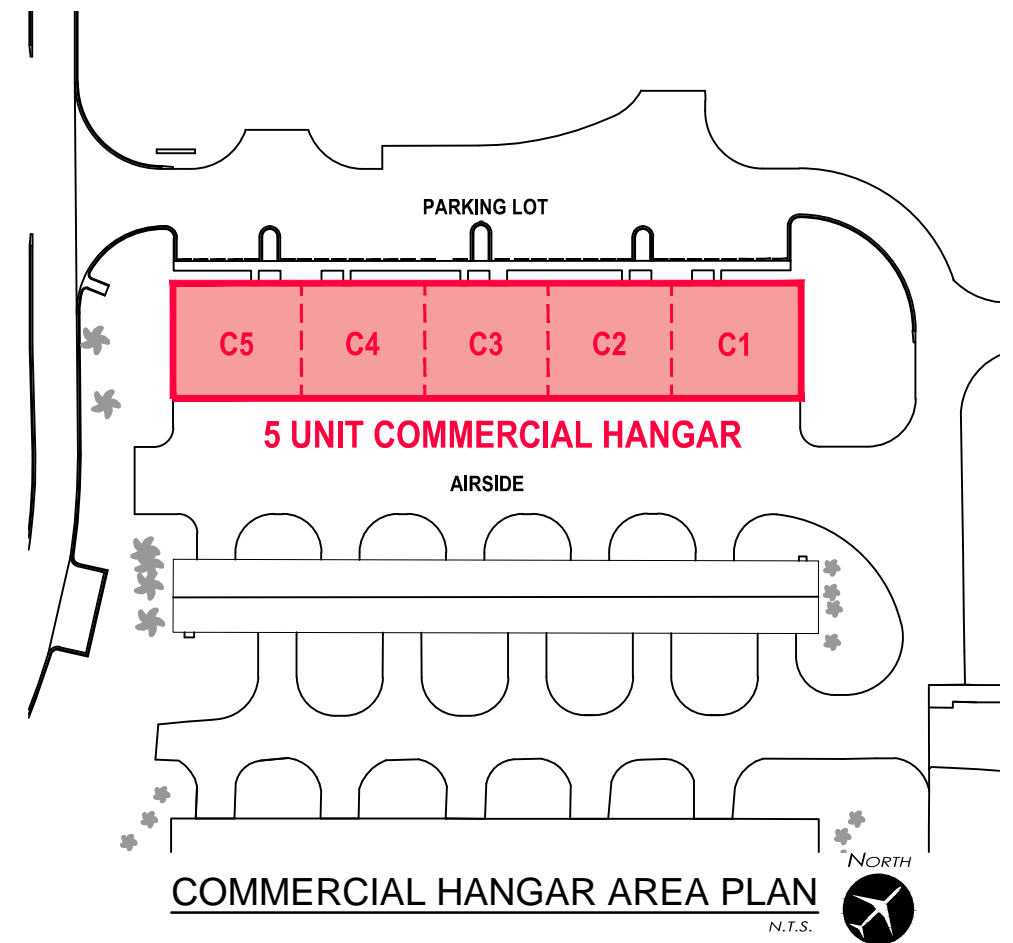 PARKING LOT
C5 C4 C3 C2 C1
5 UNIT COMMERCIAL HANGAR
AIRSIDE
COMMERCIAL HANGAR AREA PLAN
N.T.S.
NORTH